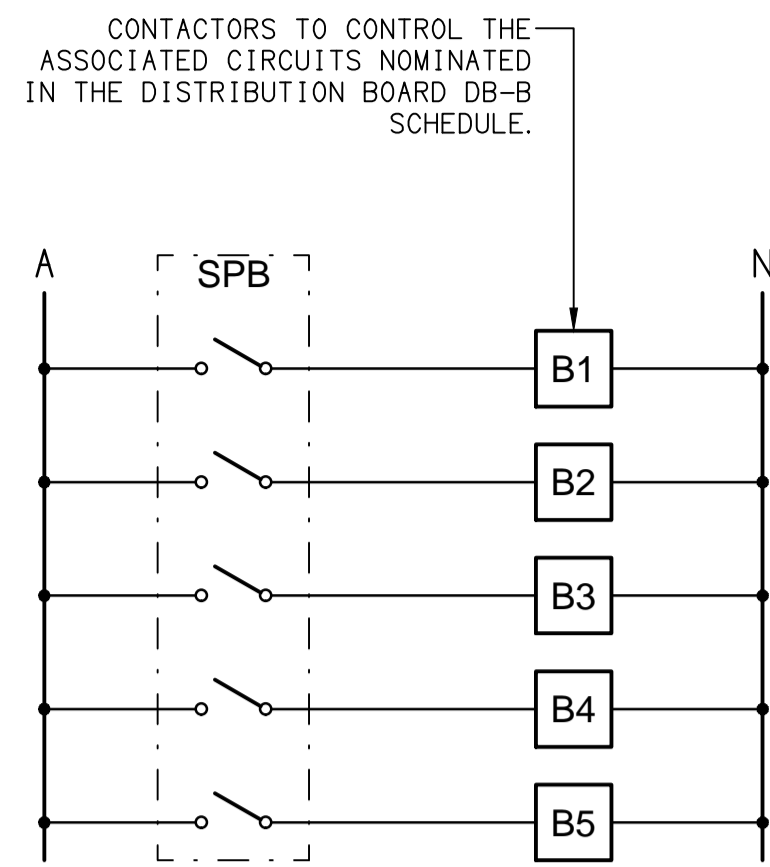 CONTACTORS TO CONTROL THE
ASSOCIATED CIRCUITS NOMINATED
IN THE DISTRIBUTION BOARD DB-B
SCHEDULE.
A
SPB
N
B1
B2
B3
B4
B5